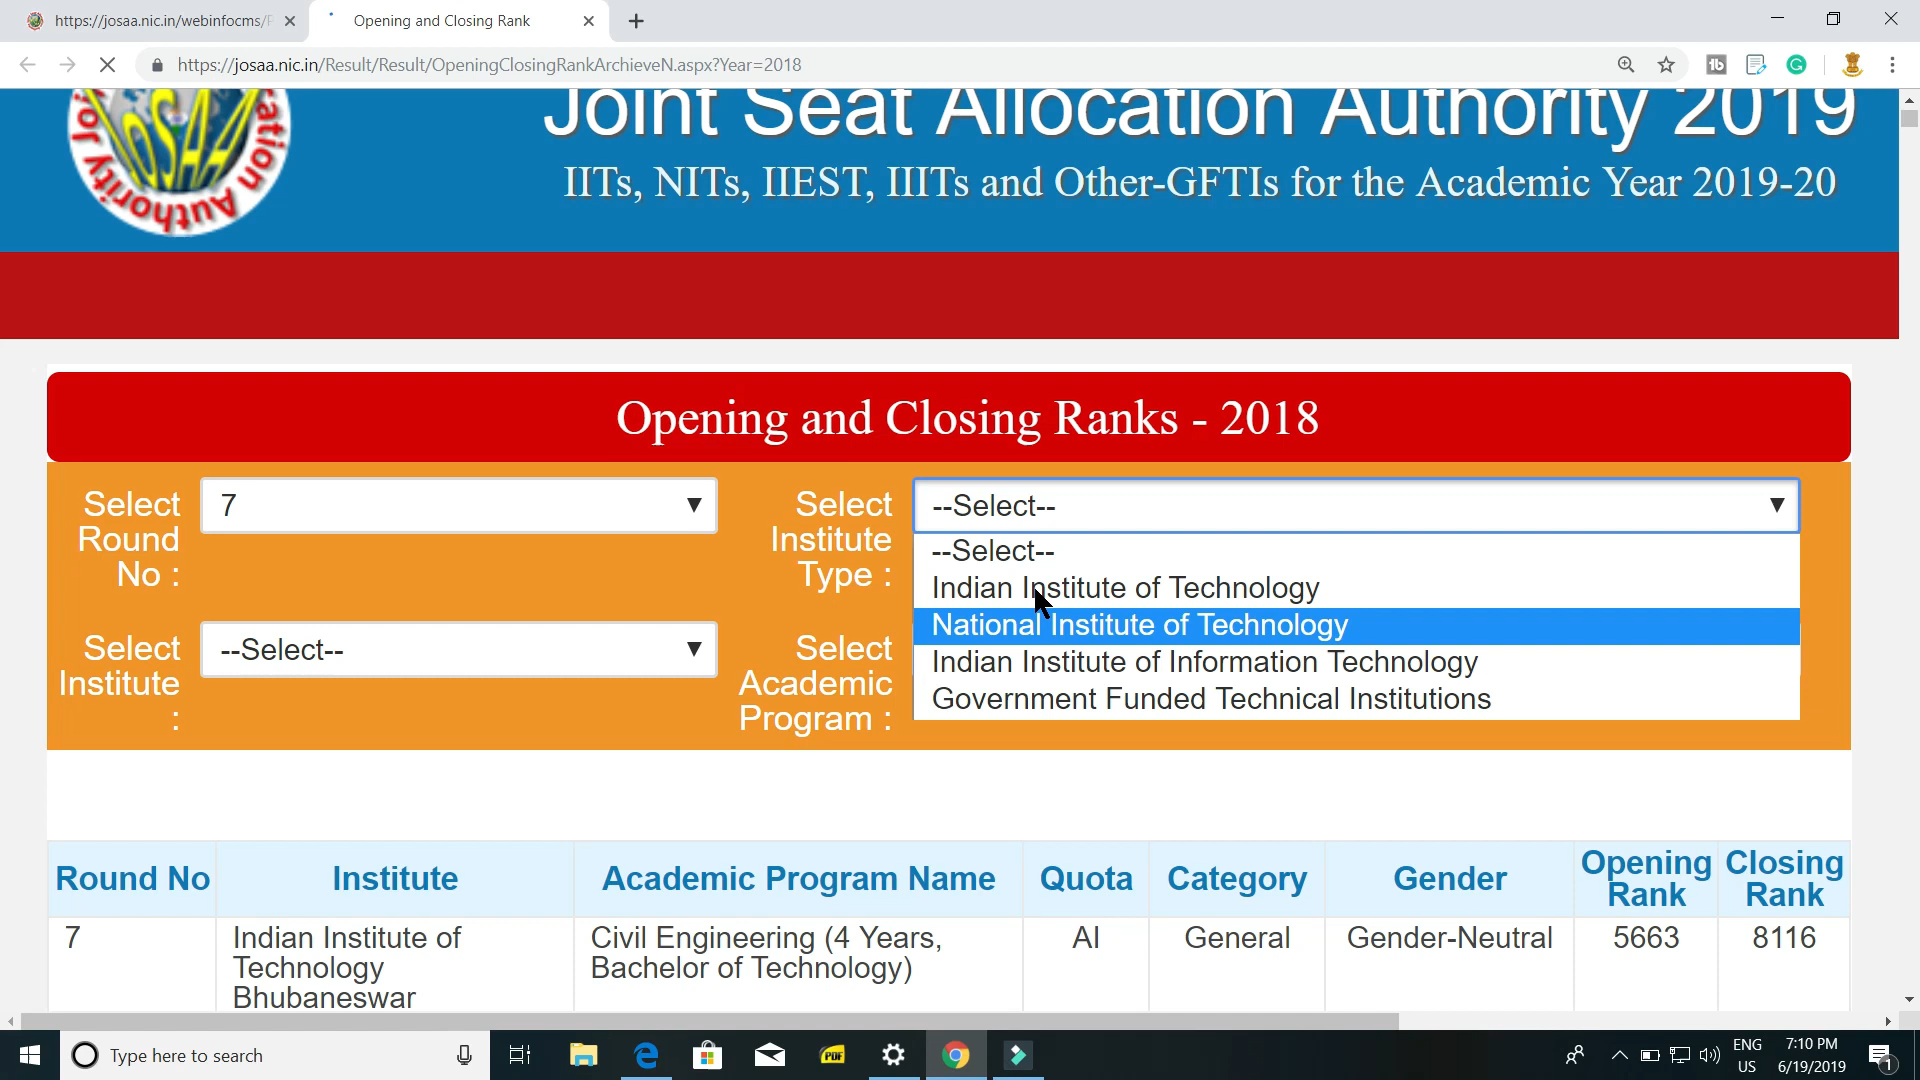 https://josaa.nic.in/webinfocms/
Opening and Closing Rank
https://josaa.nic.in/Result/Result/OpeningClosingRankArchieveN.aspx?Year=2018
JOSAA
Joint Seat Allocation Authority 2019
IITs, NITs, IIEST, IIITs and Other-GFTIs for the Academic Year 2019-20
Opening and Closing Ranks - 2018
Select Round No :
7
Select Institute Type :
--Select--
--Select--
Indian Institute of Technology
National Institute of Technology
Indian Institute of Information Technology
Government Funded Technical Institutions
Select Institute :
--Select--
Select Academic Program :
Round No Institute Academic Program Name Quota Category Gender Opening Rank Closing Rank
7 Indian Institute of Technology Bhubaneswar Civil Engineering (4 Years, Bachelor of Technology) AI General Gender-Neutral 5663 8116
Type here to search
PDF
ENG
US
7:10 PM
6/19/2019
1